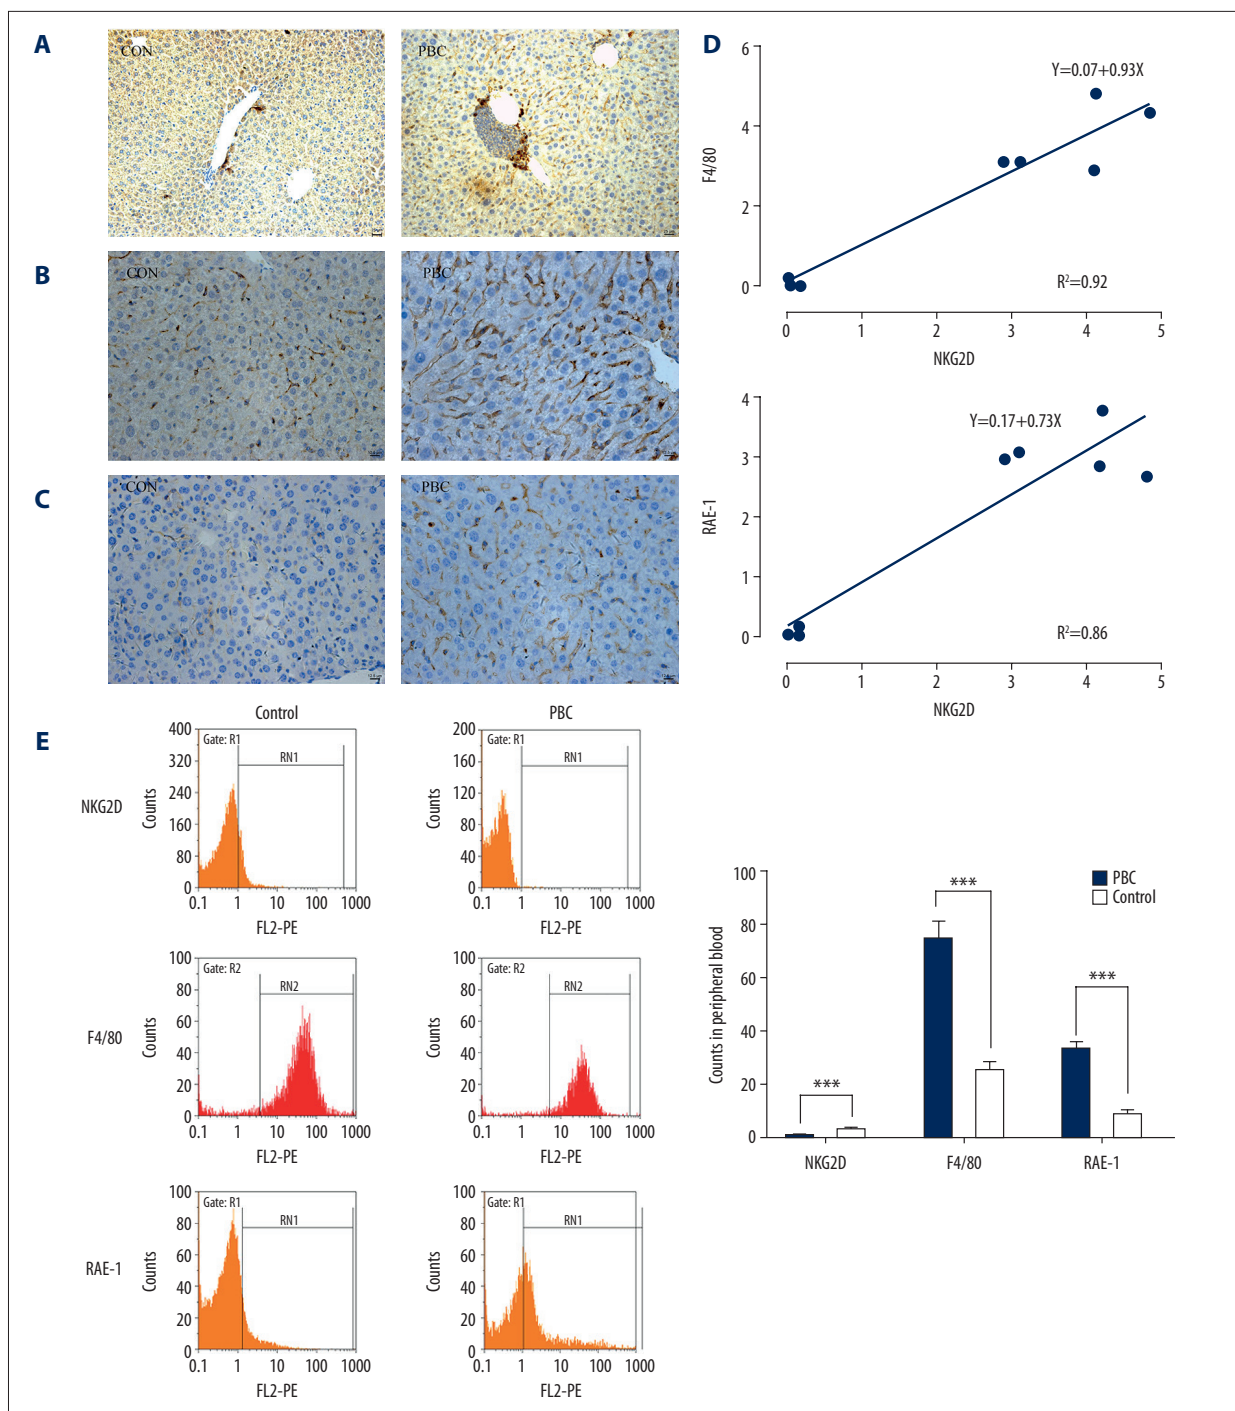 A
CON
PBC
B
CON
PBC
C
CON
PBC
D
6
4
2
0
F4/80
Y=0.07+0.93X
R²=0.92
0 1 2 3 4 5
NKG2D
4
3
2
1
0
RAE-1
Y=0.17+0.73X
R²=0.86
0 1 2 3 4 5
NKG2D
E
Control
PBC
NKG2D
400
320
240
160
80
0
Counts
Gate: R1
RN1
0.1 1 10 100 1000
FL2-PE
200
160
120
80
40
0
Counts
Gate: R1
RN1
0.1 1 10 100 1000
FL2-PE
F4/80
100
80
60
40
20
0
Counts
Gate: R2
RN2
0.1 1 10 100 1000
FL2-PE
100
80
60
40
20
0
Counts
Gate: R2
RN2
0.1 1 10 100 1000
FL2-PE
RAE-1
100
80
60
40
20
0
Counts
Gate: R1
RN1
0.1 1 10 100 1000
FL2-PE
100
80
60
40
20
0
Counts
Gate: R1
RN1
0.1 1 10 100 1000
FL2-PE
100
80
60
40
20
0
Counts in peripheral blood
PBC
Control
***
***
***
NKG2D F4/80 RAE-1